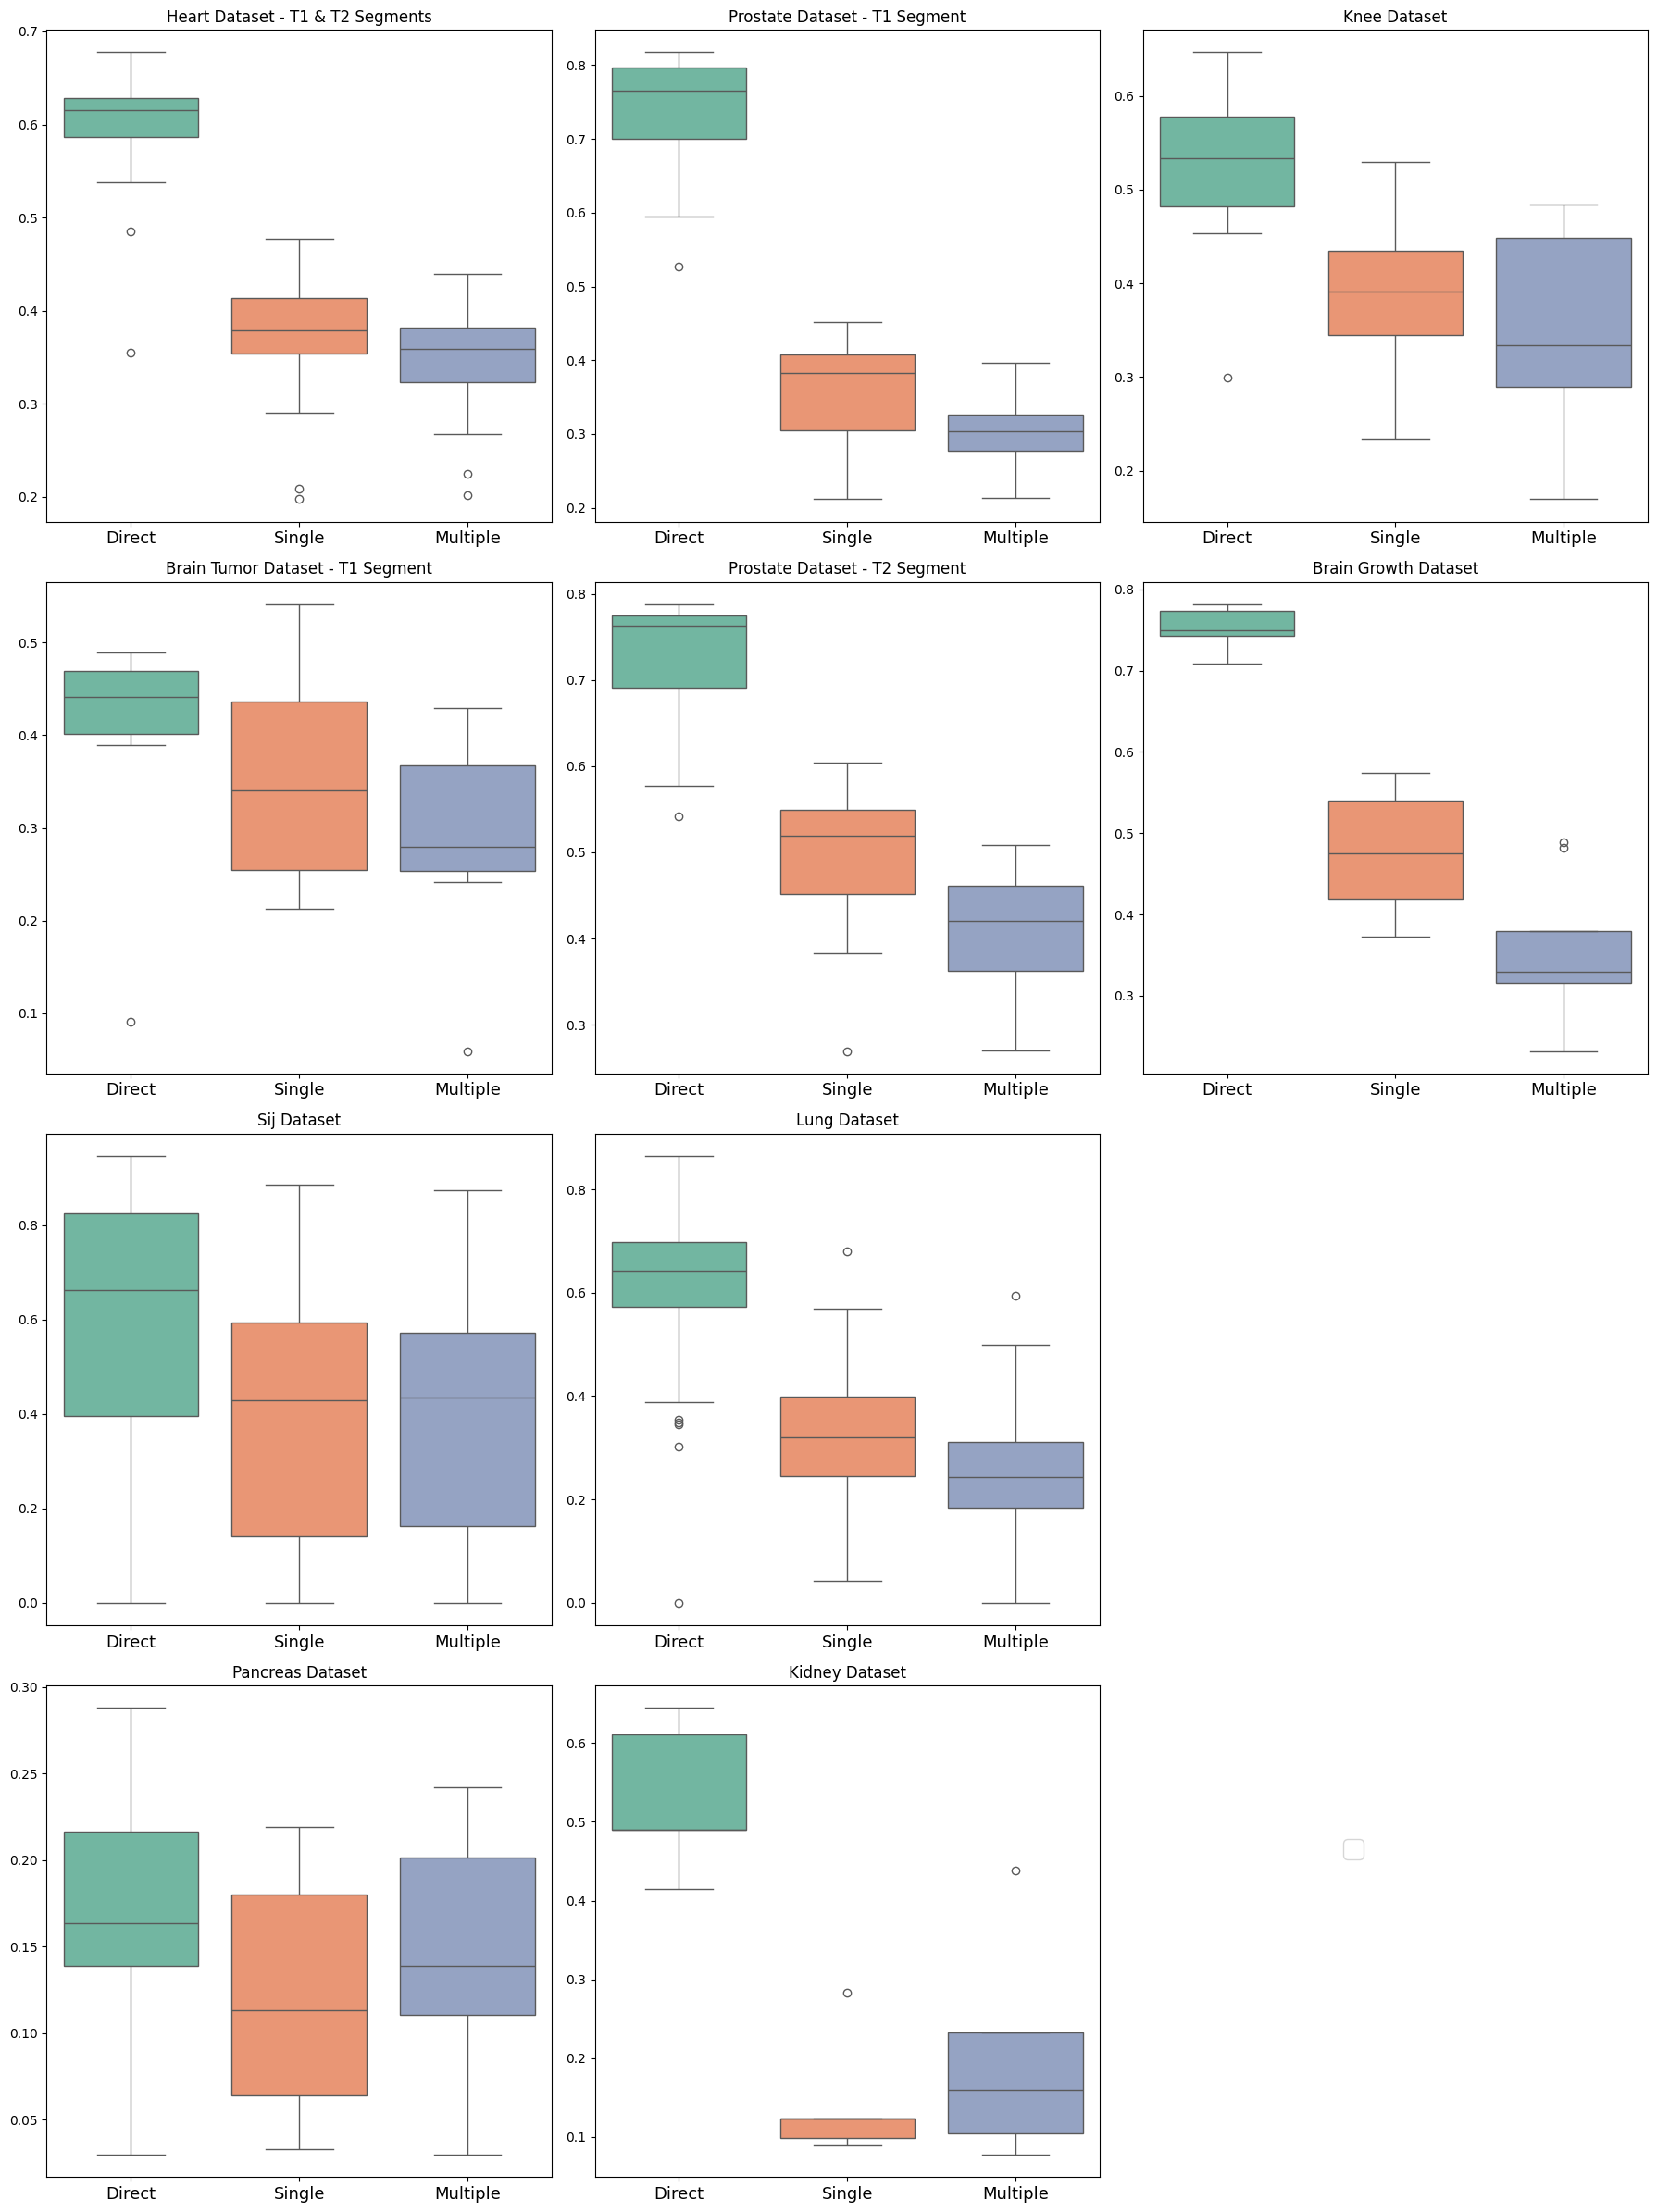 Heart Dataset - T1 & T2 Segments
0.7
0.6
0.5
0.4
0.3
0.2
Direct Single Multiple
Prostate Dataset - T1 Segment
0.8
0.7
0.6
0.5
0.4
0.3
0.2
Direct Single Multiple
Knee Dataset
0.6
0.5
0.4
0.3
0.2
Direct Single Multiple
Brain Tumor Dataset - T1 Segment
0.5
0.4
0.3
0.2
0.1
Direct Single Multiple
Prostate Dataset - T2 Segment
0.8
0.7
0.6
0.5
0.4
0.3
Direct Single Multiple
Brain Growth Dataset
0.8
0.7
0.6
0.5
0.4
0.3
Direct Single Multiple
Sij Dataset
0.8
0.6
0.4
0.2
0.0
Direct Single Multiple
Lung Dataset
0.8
0.6
0.4
0.2
0.0
Direct Single Multiple
Pancreas Dataset
0.30
0.25
0.20
0.15
0.10
0.05
Direct Single Multiple
Kidney Dataset
0.6
0.5
0.4
0.3
0.2
0.1
Direct Single Multiple